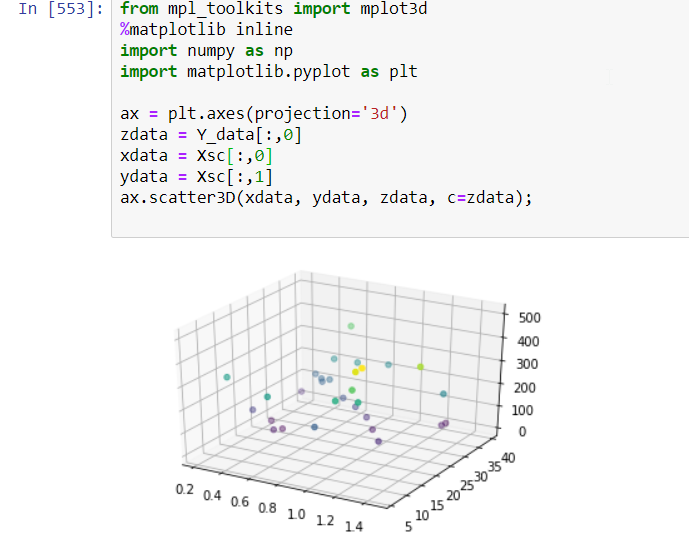 In [553]: from mpl_toolkits import mplot3d
%matplotlib inline
import numpy as np
import matplotlib.pyplot as plt
ax = plt.axes(projection='3d')
zdata = Y_data[:,0]
xdata = Xsc[:,0]
ydata = Xsc[:,1]
ax.scatter3D(xdata, ydata, zdata, c=zdata);
500
400
300
200
100
0
0.2 0.4 0.6 0.8 1.0 1.2 1.4
5 10 15 20 25 30 35 40